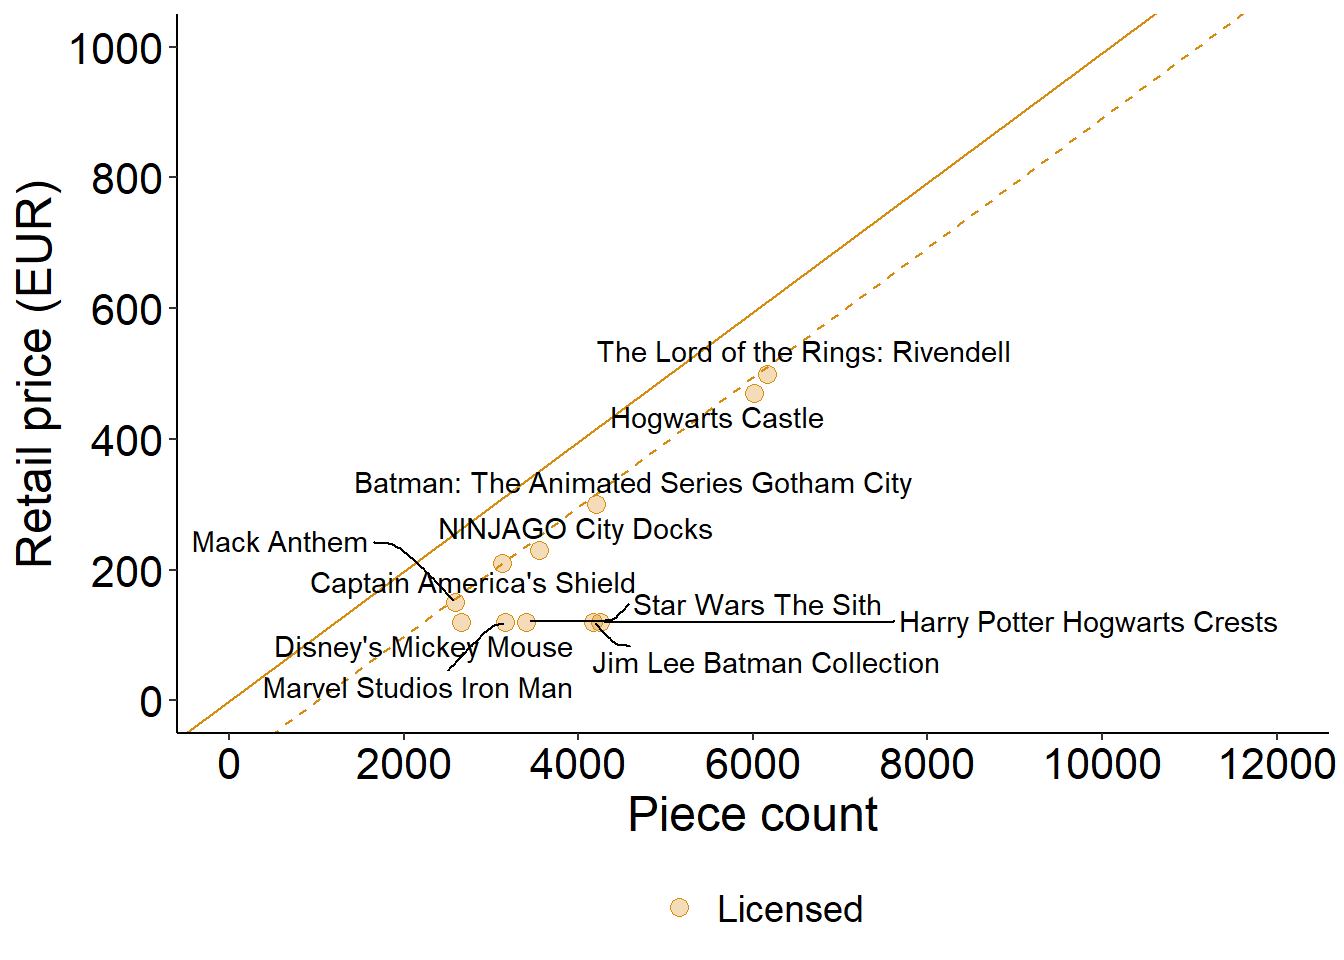 Retail price (EUR)
1000
800
600
400
200
0
The Lord of the Rings: Rivendell
Hogwarts Castle
Batman: The Animated Series Gotham City
NINJAGO City Docks
Mack Anthem
Captain America's Shield
Star Wars The Sith
Harry Potter Hogwarts Crests
Disney's Mickey Mouse
Jim Lee Batman Collection
Marvel Studios Iron Man
0 2000 4000 6000 8000 10000 12000
Piece count
Licensed